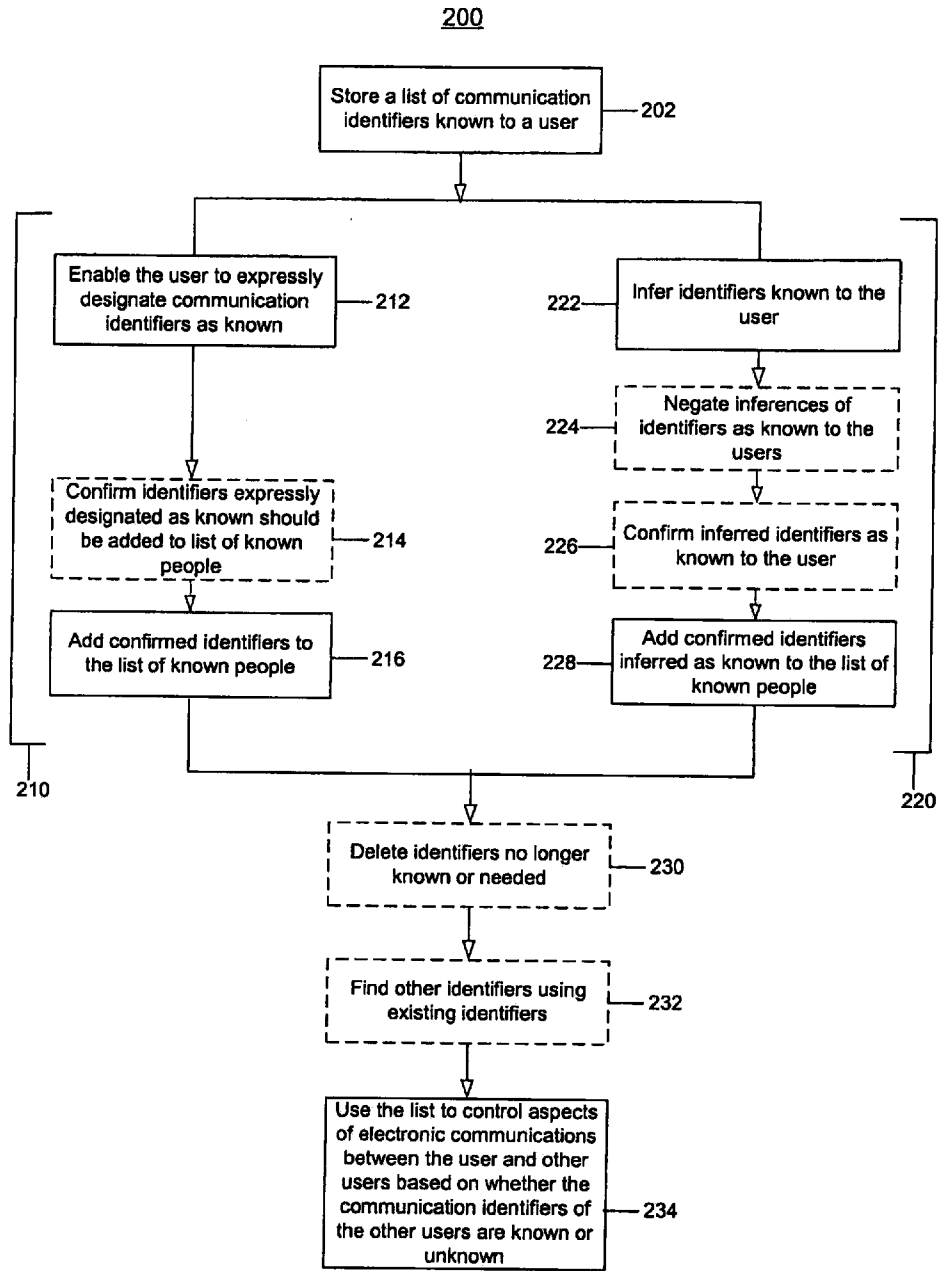 200
Store a list of communication
identifiers known to a user
202
Enable the user to expressly
designate communication
identifiers as known
212
222
Infer identifiers known to the
user
224
Negate inferences of
identifiers as known to the
users
Confirm identifiers expressly
designated as known should
be added to list of known
people
214
226
Confirm inferred identifiers as
known to the user
Add confirmed identifiers to
the list of known people
216
228
Add confirmed identifiers
inferred as known to the list of
known people
210
220
Delete identifiers no longer
known or needed
230
Find other identifiers using
existing identifiers
232
Use the list to control aspects
of electronic communications
between the user and other
users based on whether the
communication identifiers of
the other users are known or
unknown
234